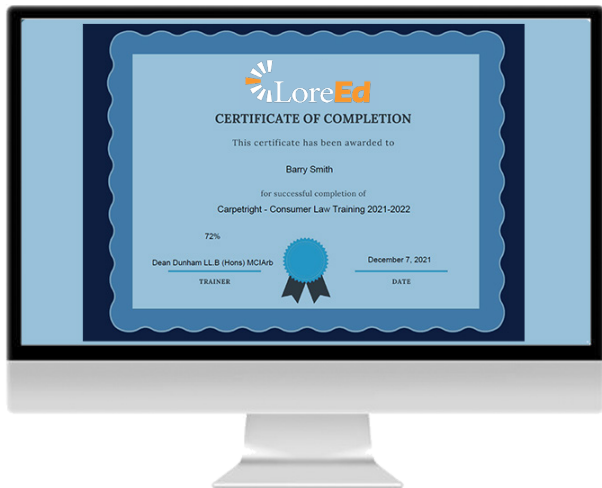 LoreEd
CERTIFICATE OF COMPLETION
This certificate has been awarded to
Barry Smith
for successful completion of
Carpetright - Consumer Law Training 2021-2022
72%
Dean Dunham LL.B (Hons) MCIArb
TRAINER
December 7, 2021
DATE